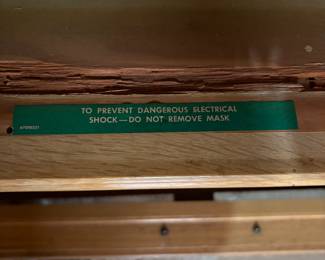 TO PREVENT DANGEROUS ELECTRICAL
SHOCK—DO NOT REMOVE MASK